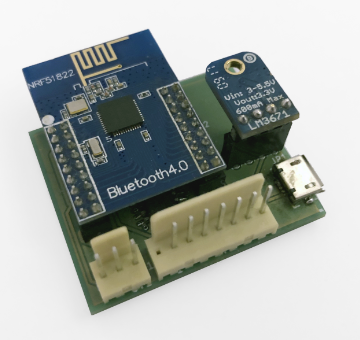 NRF51822
Bluetooth4.0
Vin: 3-5.5V
Vout:3.3V
600mA Max
LM3671